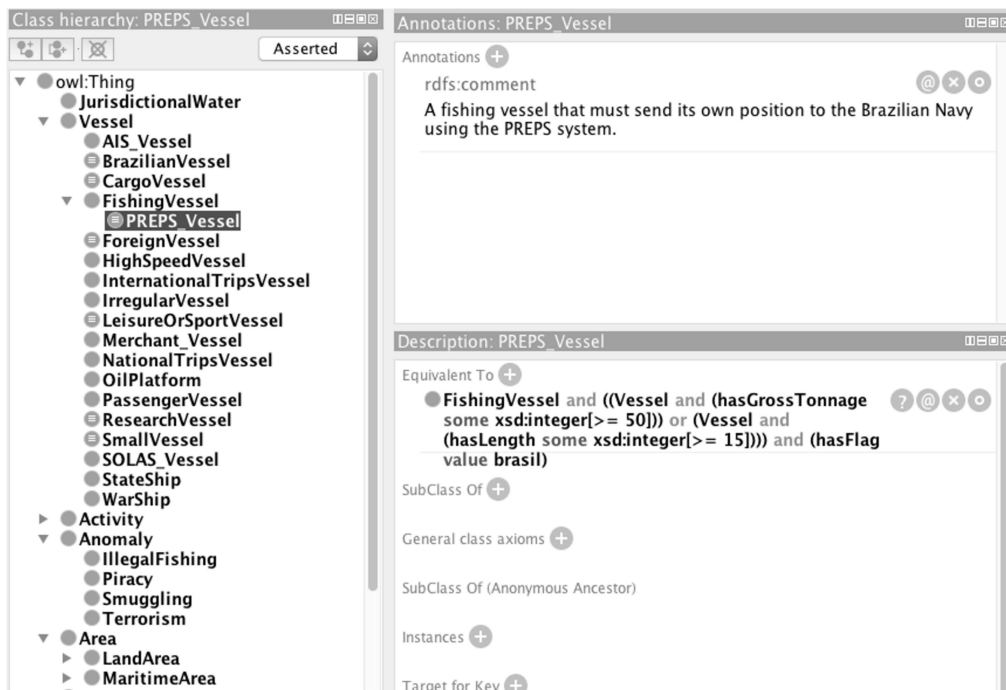 Class hierarchy: PREPS_Vessel
Asserted
owl:Thing
JurisdictionalWater
Vessel
AIS_Vessel
BrazilianVessel
CargoVessel
FishingVessel
PREPS_Vessel
ForeignVessel
HighSpeedVessel
InternationalTripsVessel
IrregularVessel
LeisureOrSportVessel
Merchant_Vessel
NationalTripsVessel
OilPlatform
PassengerVessel
ResearchVessel
SmallVessel
SOLAS_Vessel
StateShip
WarShip
Activity
Anomaly
IllegalFishing
Piracy
Smuggling
Terrorism
Area
LandArea
MaritimeArea
Annotations: PREPS_Vessel
Annotations
rdfs:comment
A fishing vessel that must send its own position to the Brazilian Navy
using the PREPS system.
Description: PREPS_Vessel
Equivalent To
FishingVessel and ((Vessel and (hasGrossTonnage
some xsd:integer[>= 50])) or (Vessel and
(hasLength some xsd:integer[>= 15]))) and (hasFlag
value brasil)
SubClass Of
General class axioms
SubClass Of (Anonymous Ancestor)
Instances
Target for Key